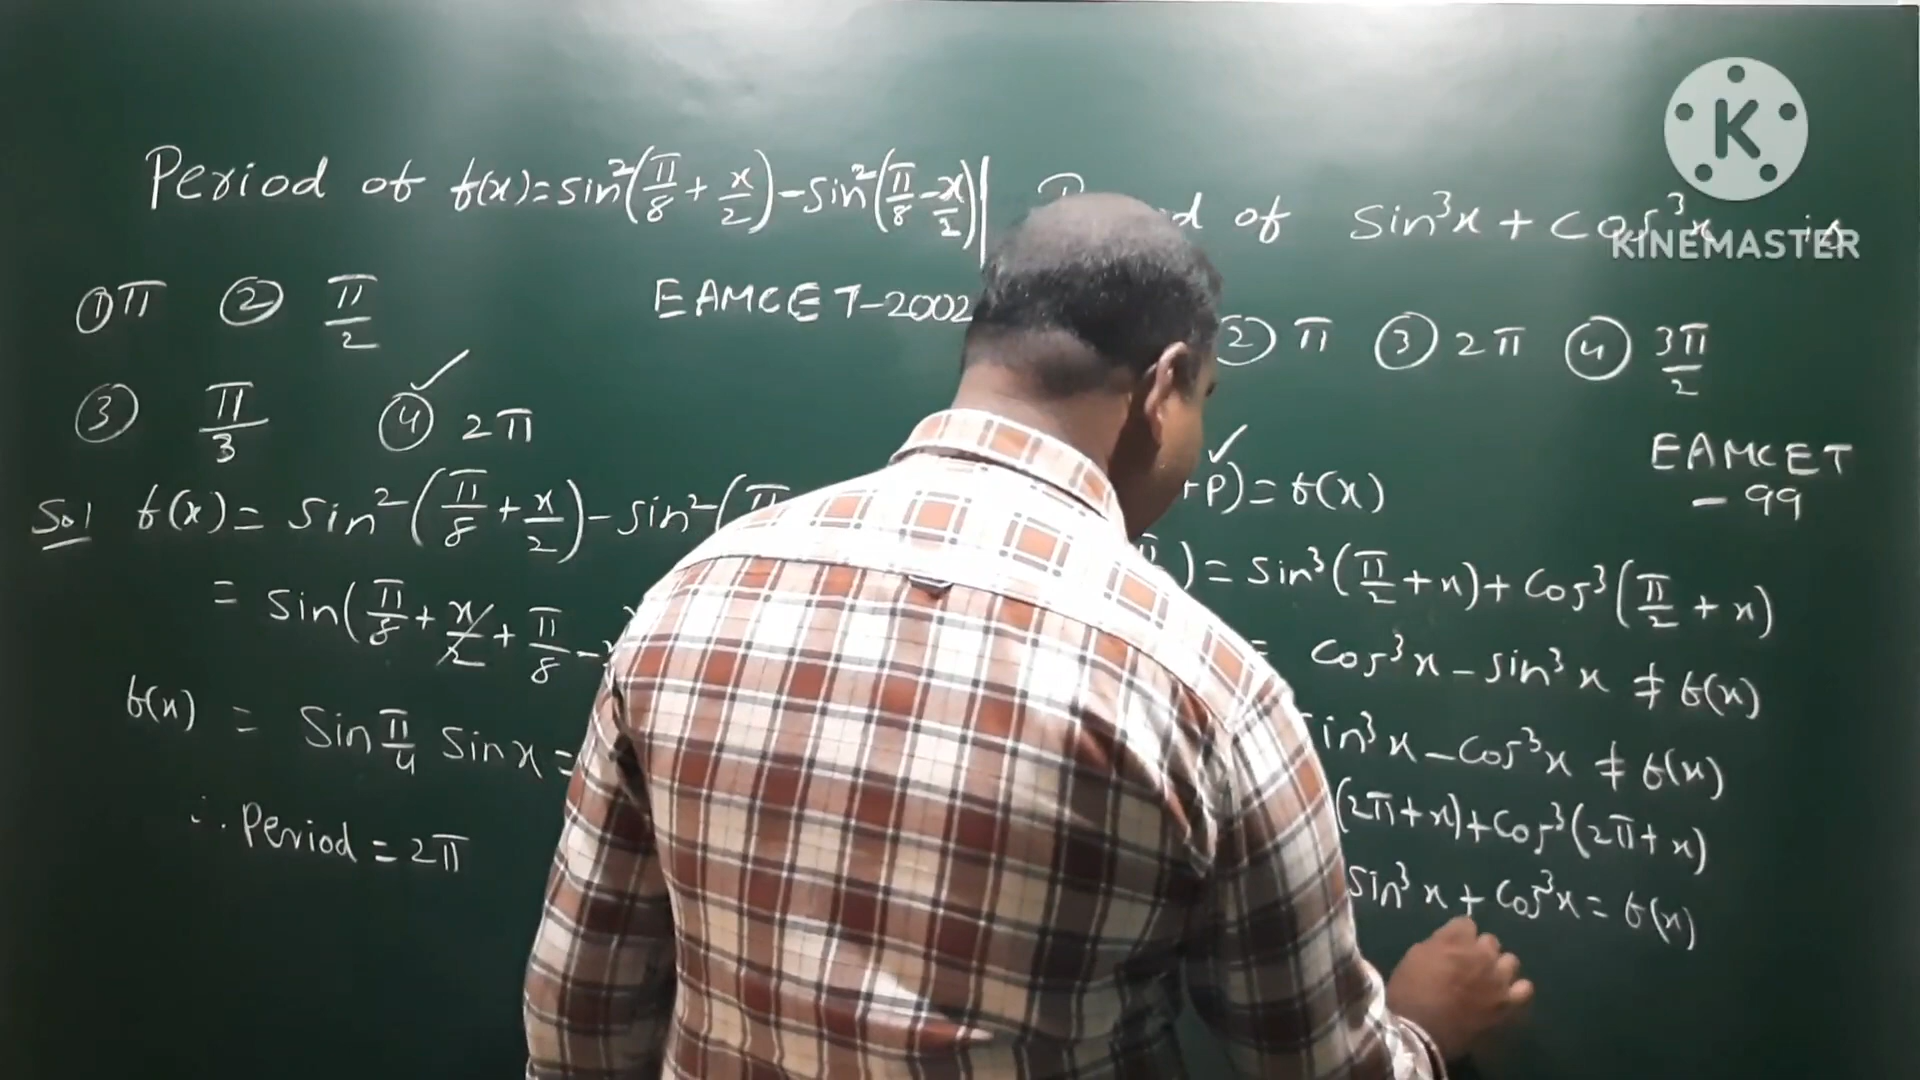 Period of f(x)=sin²(π/8 + x/2) - sin²(π/8 - x/2)
① π ② π/2
EAMCET-2002
③ π/3 ④ 2π ✓
Sol f(x) = sin²(π/8 + x/2) - sin²(π
= sin(π/8 + x/2 + π/8 -
f(x) = Sin π/4 Sinx =
∴ Period = 2π
of Sin³x + Cos³x is
② π ③ 2π ④ 3π/2
✓
EAMCET
- 99
P) = f(x)
) = sin³(π/2 + x) + Cos³(π/2 + x)
= Cos³x - sin³x ≠ f(x)
in³x - Cos³x ≠ f(x)
(2π + x) + Cos³(2π + x)
sin³x + Cos³x = f(x)
K
KINEMASTER